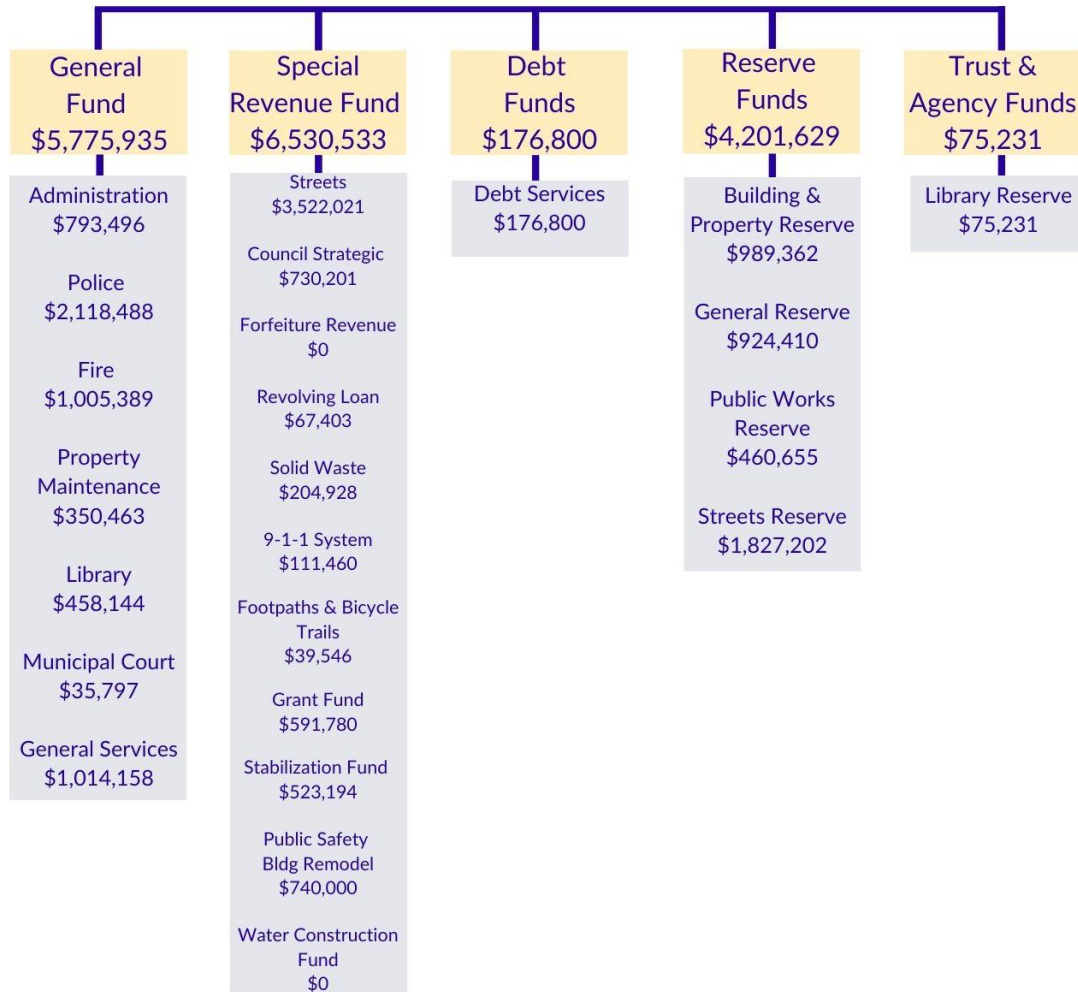 General
Fund
$5,775,935
Administration
$793,496
Police
$2,118,488
Fire
$1,005,389
Property
Maintenance
$350,463
Library
$458,144
Municipal Court
$35,797
General Services
$1,014,158
Special
Revenue Fund
$6,530,533
Streets
$3,522,021
Council Strategic
$730,201
Forfeiture Revenue
$0
Revolving Loan
$67,403
Solid Waste
$204,928
9-1-1 System
$111,460
Footpaths & Bicycle
Trails
$39,546
Grant Fund
$591,780
Stabilization Fund
$523,194
Public Safety
Bldg Remodel
$740,000
Water Construction
Fund
$0
Debt
Funds
$176,800
Debt Services
$176,800
Reserve
Funds
$4,201,629
Building &
Property Reserve
$989,362
General Reserve
$924,410
Public Works
Reserve
$460,655
Streets Reserve
$1,827,202
Trust &
Agency Funds
$75,231
Library Reserve
$75,231